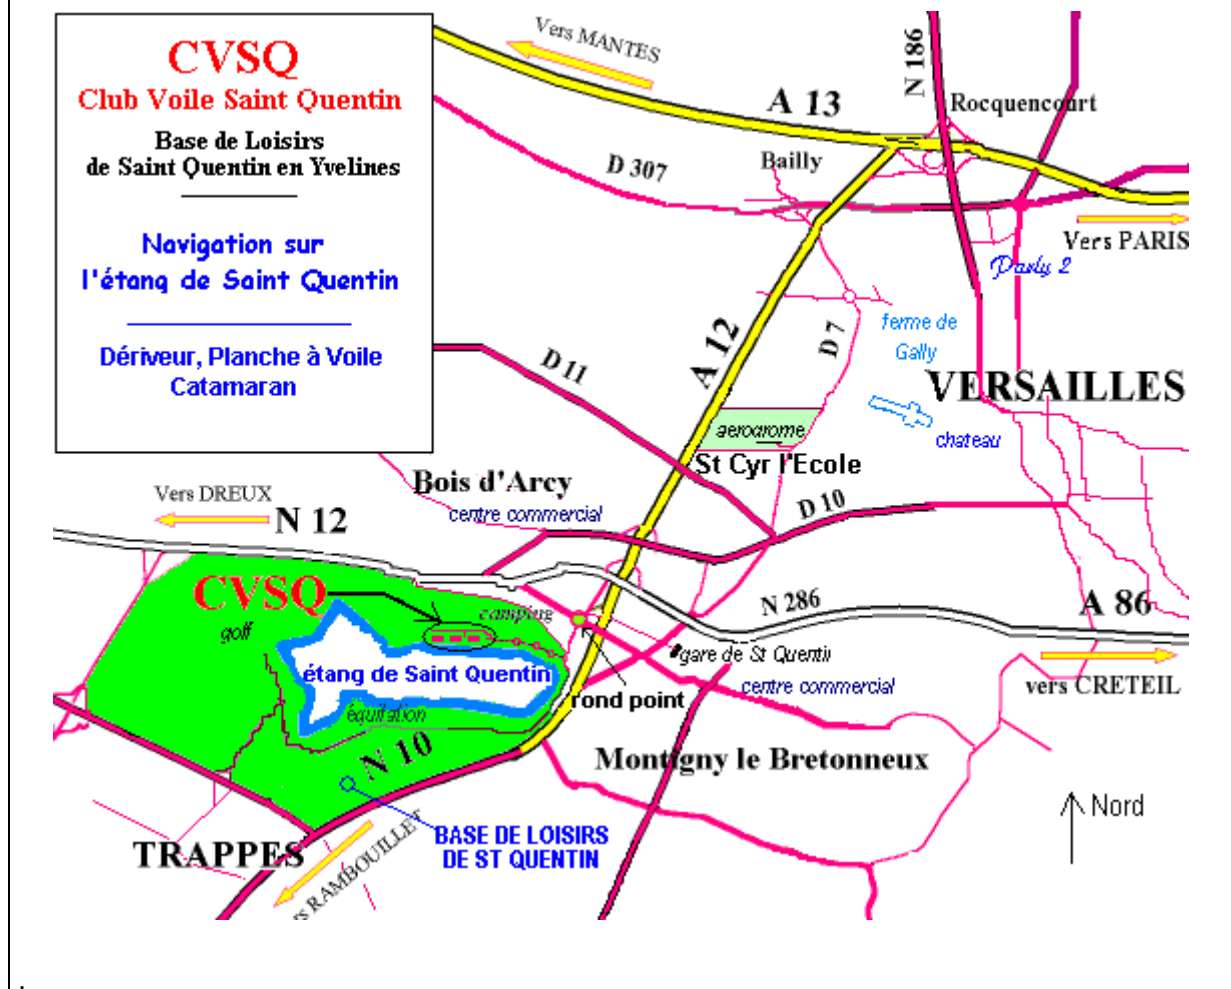 CVSQ
Club Voile Saint Quentin
Base de Loisirs
de Saint Quentin en Yvelines
Navigation sur
l'étang de Saint Quentin
Dériveur, Planche à Voile
Catamaran
Vers MANTES
A 13
N 186
Rocquencourt
Bailly
D 307
Vers PARIS
Parly 2
ferme de
Gally
D 7
A 12
VERSAILLES
D 11
aerodrome
chateau
St Cyr l'Ecole
Bois d'Arcy
centre commercial
Vers DREUX
N 12
D 10
CVSQ
camping
golf
N 286
A 86
étang de Saint Quentin
gare de St Quentin
vers CRETEIL
centre commercial
rond point
équitation
N 10
Montigny le Bretonneux
Nord
BASE DE LOISIRS
DE ST QUENTIN
TRAPPES
rs RAMBOUILLET
.